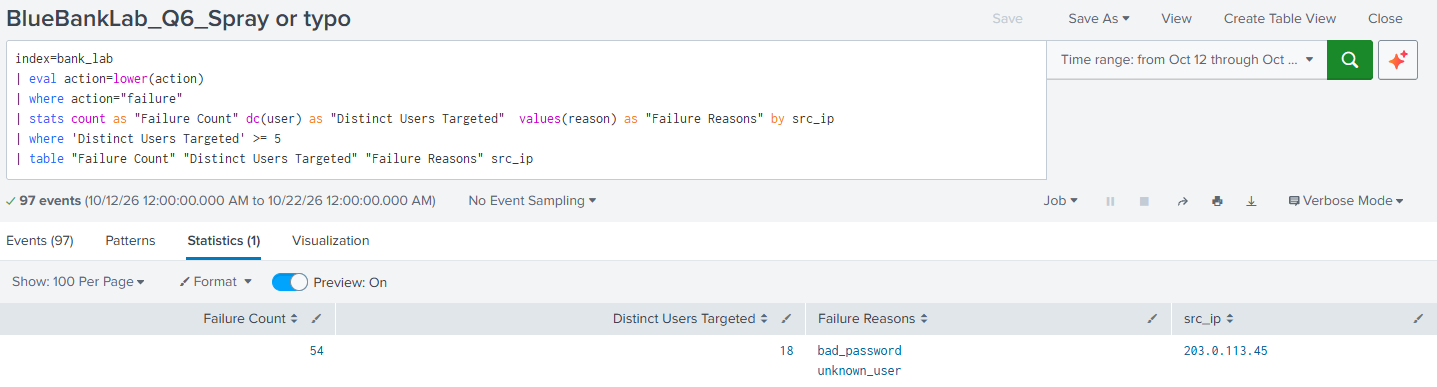 BlueBankLab_Q6_Spray or typo
Save
Save As
View
Create Table View
Close
index=bank_lab
| eval action=lower(action)
| where action="failure"
| stats count as "Failure Count" dc(user) as "Distinct Users Targeted"  values(reason) as "Failure Reasons" by src_ip
| where 'Distinct Users Targeted' >= 5
| table "Failure Count" "Distinct Users Targeted" "Failure Reasons" src_ip
Time range: from Oct 12 through Oct ...
97 events (10/12/26 12:00:00.000 AM to 10/22/26 12:00:00.000 AM)
No Event Sampling
Job
Verbose Mode
Events (97)
Patterns
Statistics (1)
Visualization
Show: 100 Per Page
Format
Preview: On
Failure Count
Distinct Users Targeted
Failure Reasons
src_ip
54
18
bad_password
unknown_user
203.0.113.45